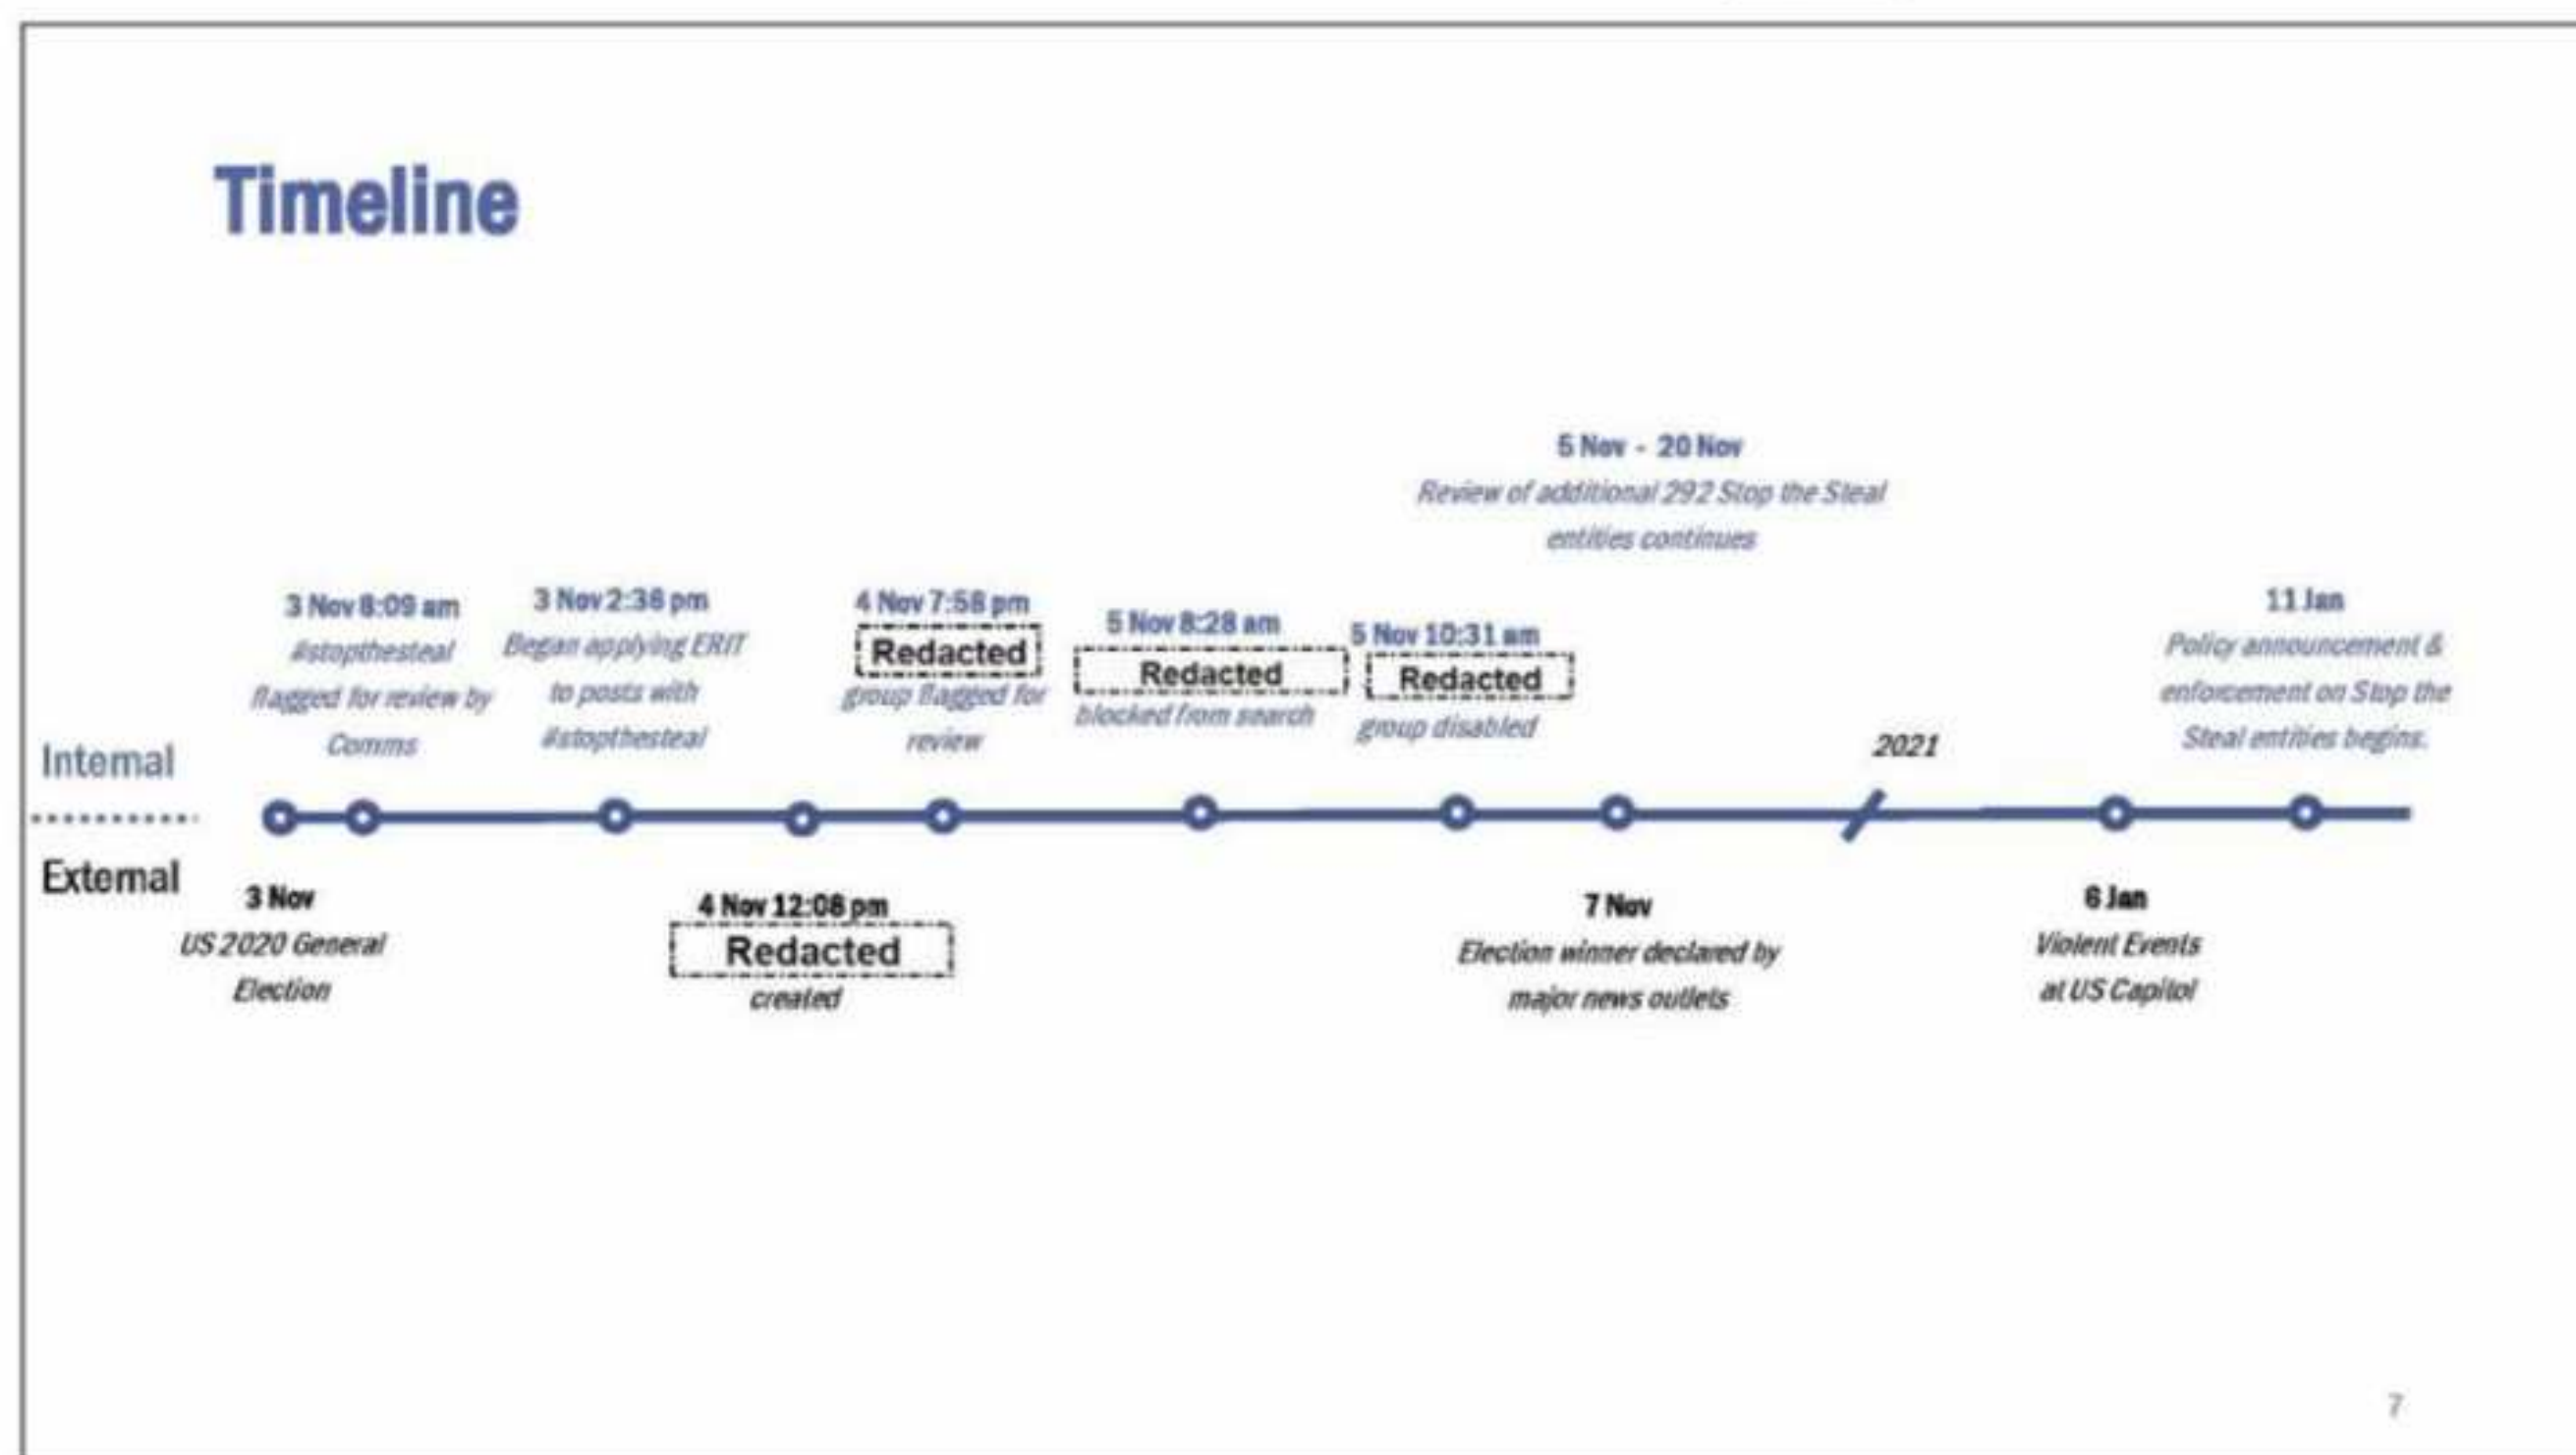 Timeline
5 Nov - 20 Nov
Review of additional 292 Stop the Steal
entities continues
3 Nov 8:09 am
#stopthesteal
flagged for review by
Comms
3 Nov 2:36 pm
Began applying ERIT
to posts with
#stopthesteal
4 Nov 7:58 pm
Redacted
group flagged for
review
5 Nov 8:28 am
Redacted
blocked from search
5 Nov 10:31 am
Redacted
group disabled
2021
11 Jan
Policy announcement &
enforcement on Stop the
Steal entities begins.
Internal
External
3 Nov
US 2020 General
Election
4 Nov 12:08 pm
Redacted
created
7 Nov
Election winner declared by
major news outlets
6 Jan
Violent Events
at US Capitol
7